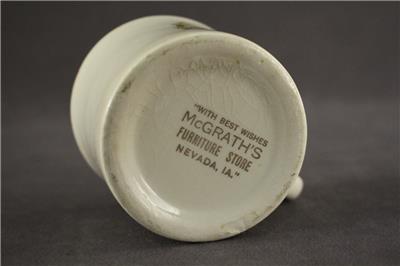 "WITH BEST WISHES
McGRATH'S
FURNITURE STORE
NEVADA, IA."